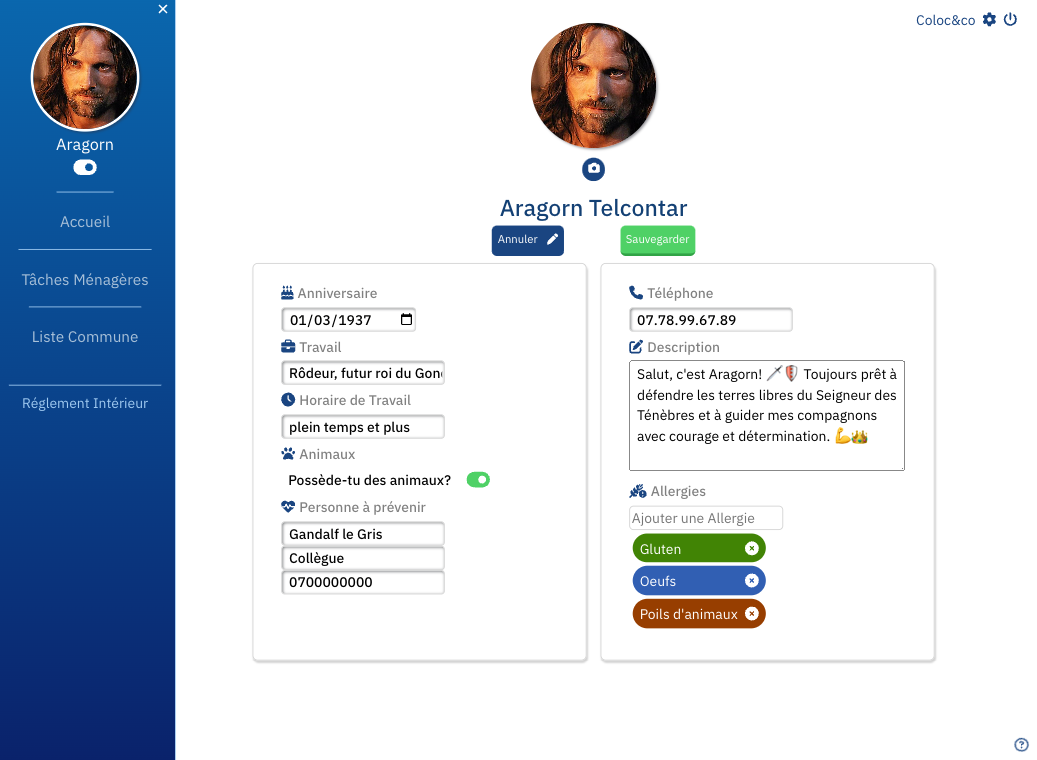 Coloc&co
Aragorn
Accueil
Tâches Ménagères
Liste Commune
Réglement Intérieur
Aragorn Telcontar
Annuler
Sauvegarder
Anniversaire
01/03/1937
Travail
Rôdeur, futur roi du Gon
Horaire de Travail
plein temps et plus
Animaux
Possède-tu des animaux?
Personne à prévenir
Gandalf le Gris
Collègue
0700000000
Téléphone
07.78.99.67.89
Description
Salut, c'est Aragorn! 🗡️🛡️ Toujours prêt à
défendre les terres libres du Seigneur des
Ténèbres et à guider mes compagnons
avec courage et détermination. 💪👑
Allergies
Ajouter une Allergie
Gluten
Oeufs
Poils d'animaux